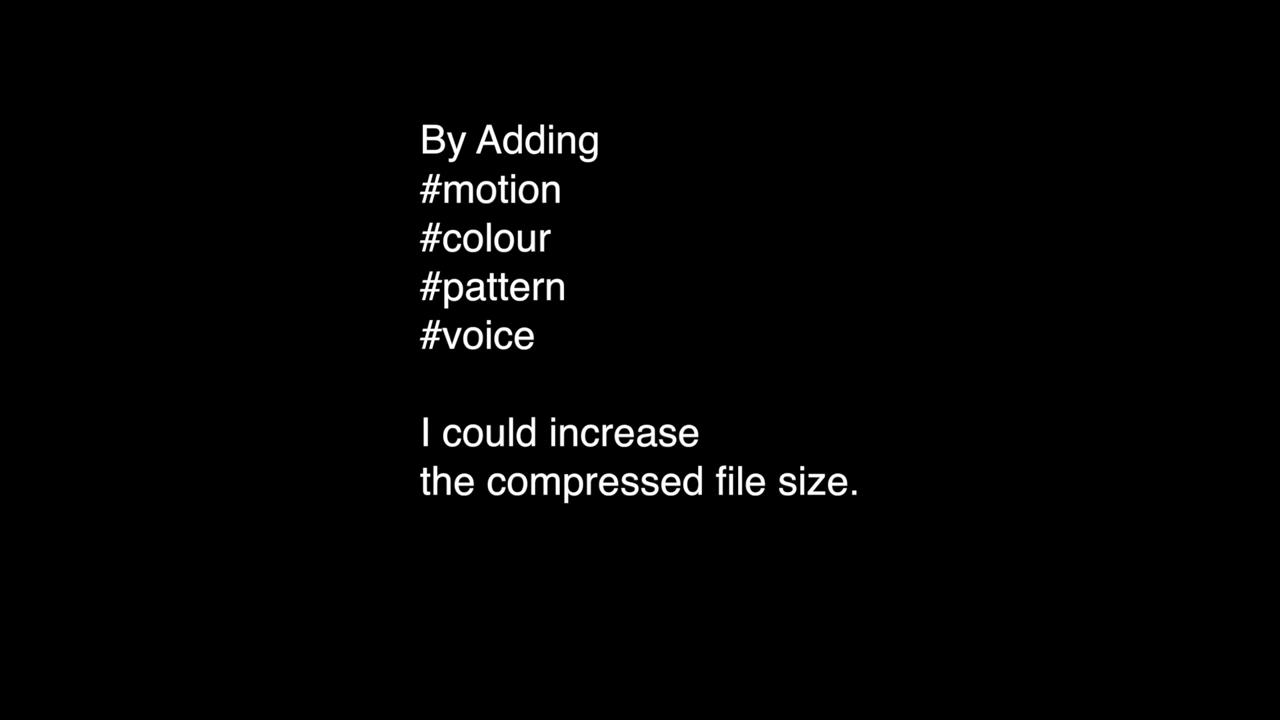 By Adding
#motion
#colour
#pattern
#voice
I could increase
the compressed file size.